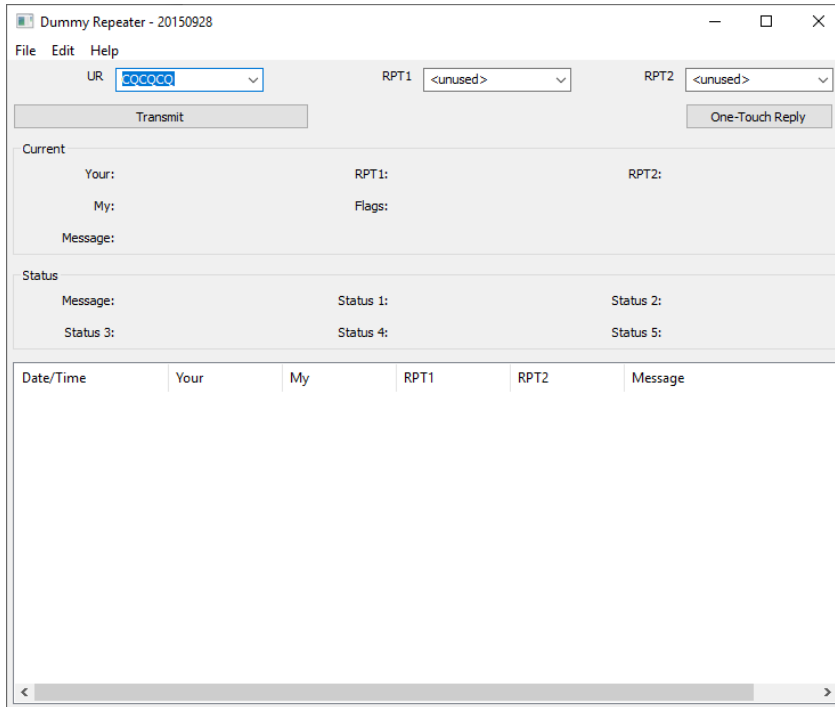 Dummy Repeater - 20150928
File Edit Help
UR CQCQCQ RPT1 <unused> RPT2 <unused>
Transmit One-Touch Reply
Current
Your: RPT1: RPT2:
My: Flags:
Message:
Status
Message: Status 1: Status 2:
Status 3: Status 4: Status 5:
Date/Time Your My RPT1 RPT2 Message